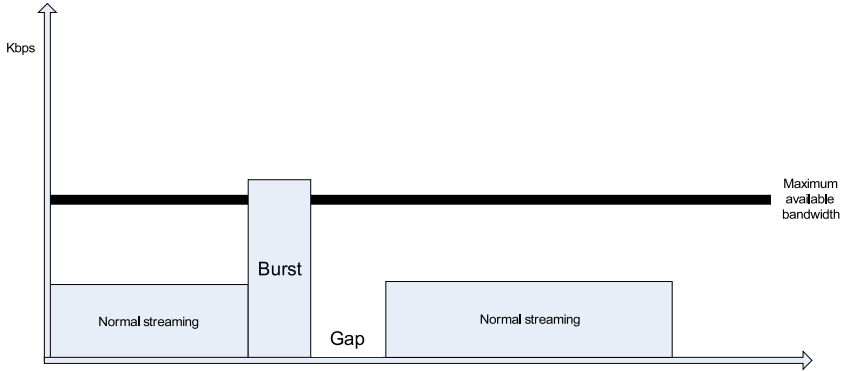 Kbps
Maximum
available
bandwidth
Burst
Normal streaming
Normal streaming
Gap